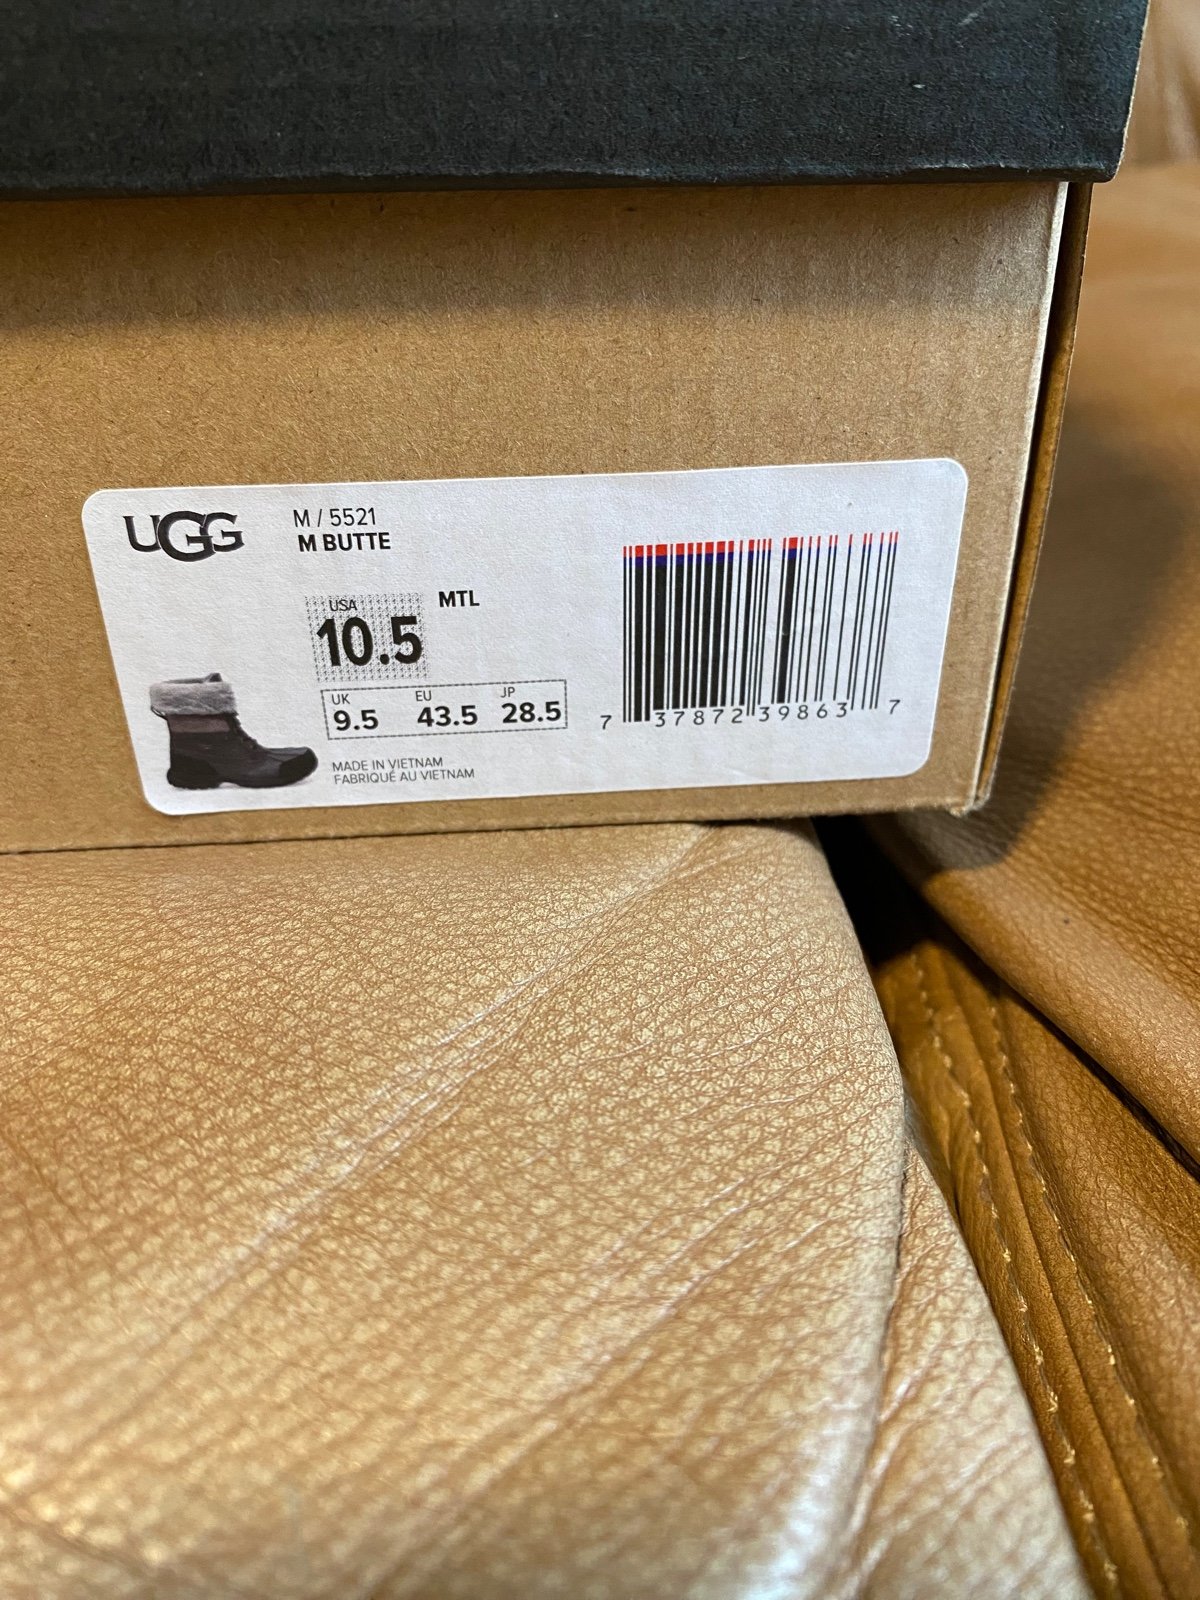 UGG
M / 5521
M BUTTE
USA
10.5
MTL
UK
9.5
EU
43.5
JP
28.5
MADE IN VIETNAM
FABRIQUÉ AU VIETNAM
7 37872 39863 7